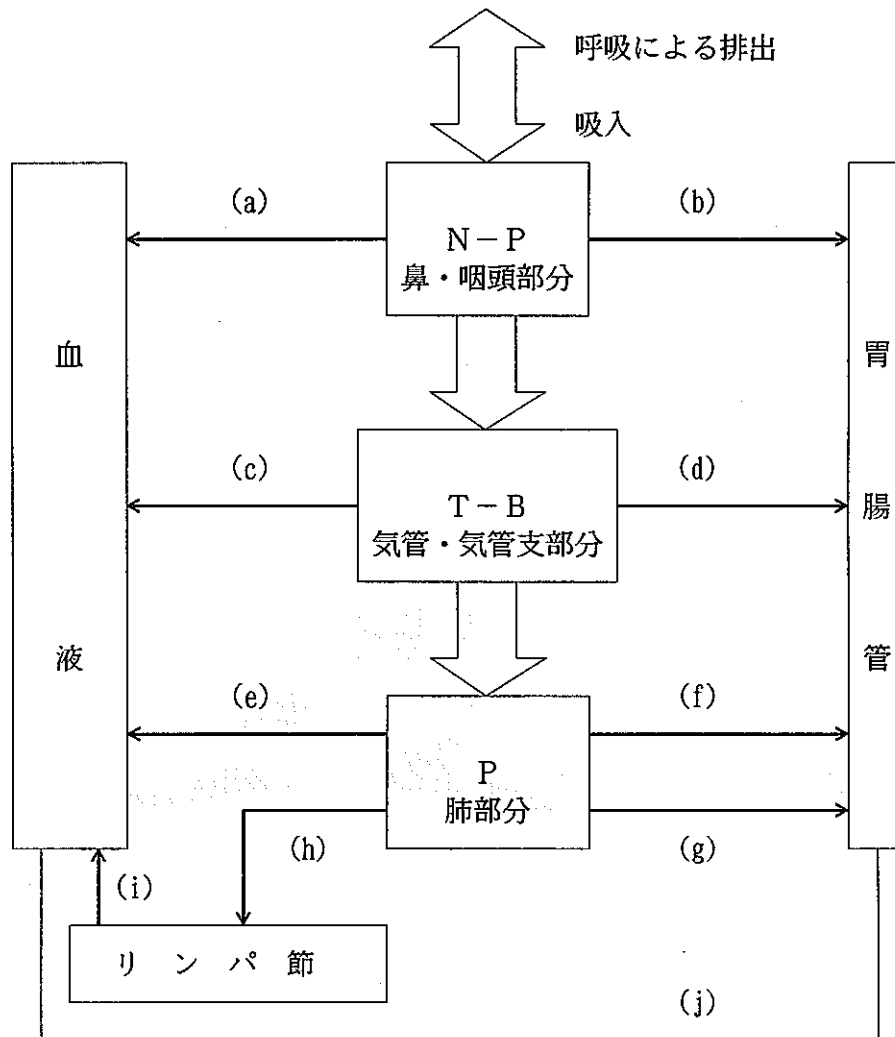 呼吸による排出
吸入
(a)
(b)
N－P
鼻・咽頭部分
血液
胃腸管
(c)
(d)
T－B
気管・気管支部分
(e)
(f)
P
肺部分
(h)
(g)
(i)
リンパ節
(j)